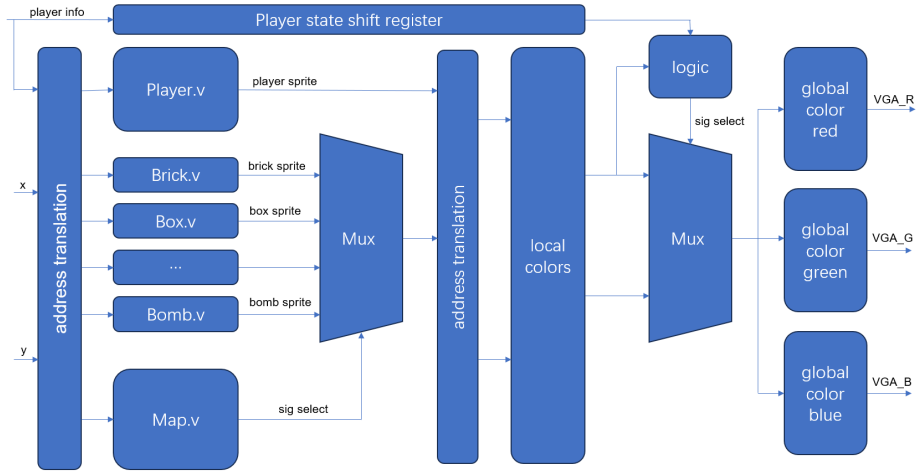 player info
Player state shift register
Player.v
player sprite
logic
global
color
red
VGA_R
sig select
x
Brick.v
brick sprite
Box.v
box sprite
...
Bomb.v
bomb sprite
Mux
address translation
address translation
local
colors
Mux
global
color
green
VGA_G
y
Map.v
sig select
global
color
blue
VGA_B